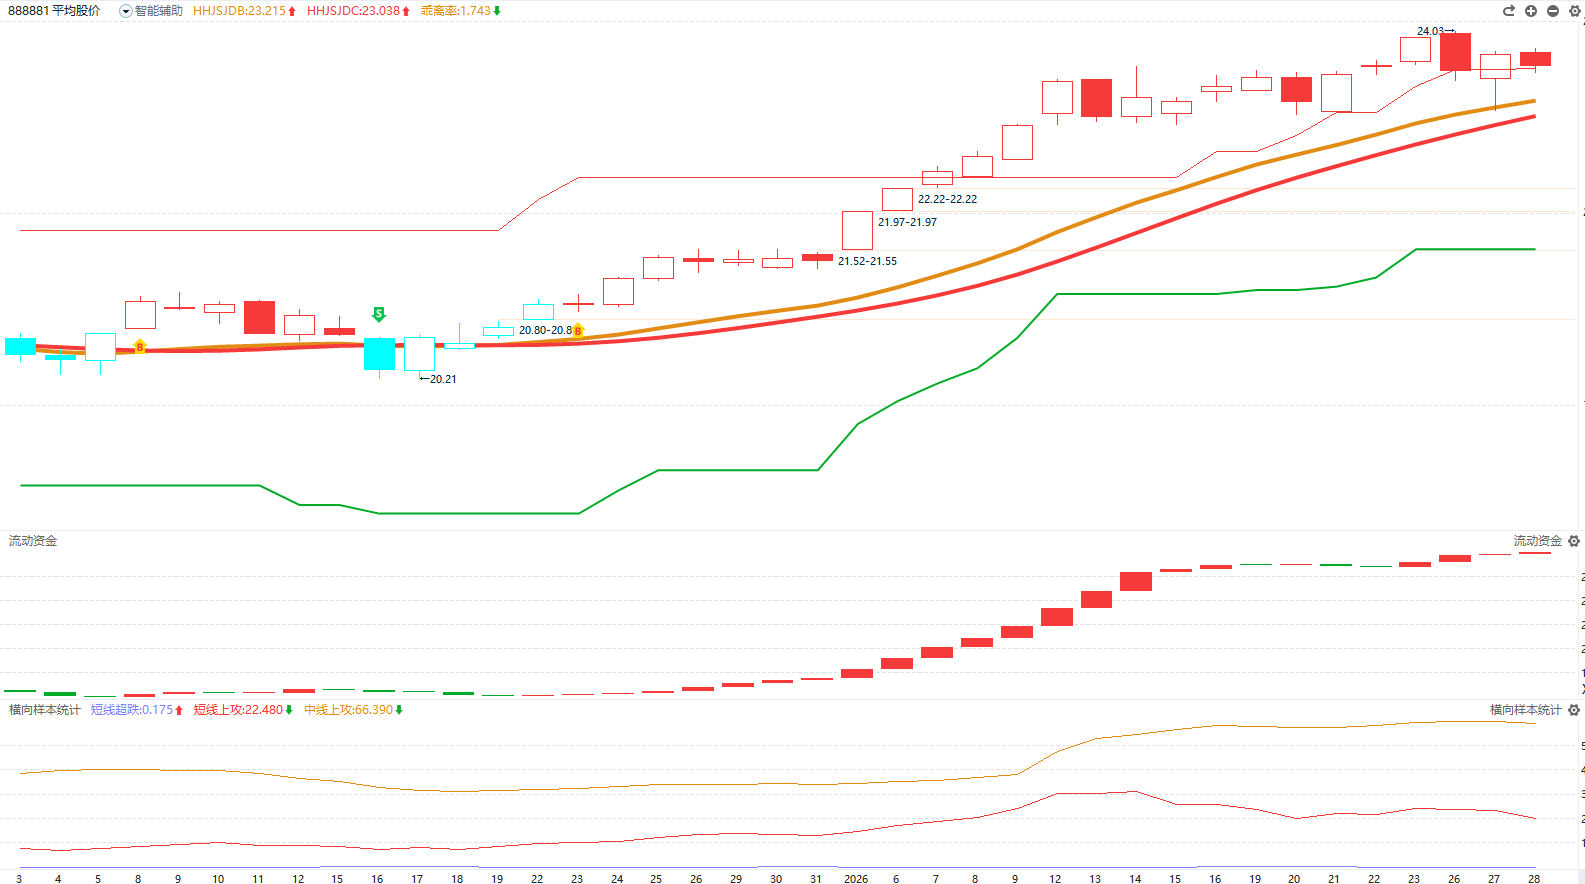 888881 平均股价 智能辅助 HHJSJDB:23.215 HHJSJDC:23.038 乖离率:1.743
24.03→
22.22-22.22
21.97-21.97
21.52-21.55
S
20.80-20.8
B
B
←20.21
流动资金 流动资金
横向样本统计 短线超跌:0.175 短线上攻:22.480 中线上攻:66.390 横向样本统计
3 4 5 8 9 10 11 12 15 16 17 18 19 22 23 24 25 26 29 30 31 2026 6 7 8 9 12 13 14 15 16 19 20 21 22 23 26 27 28